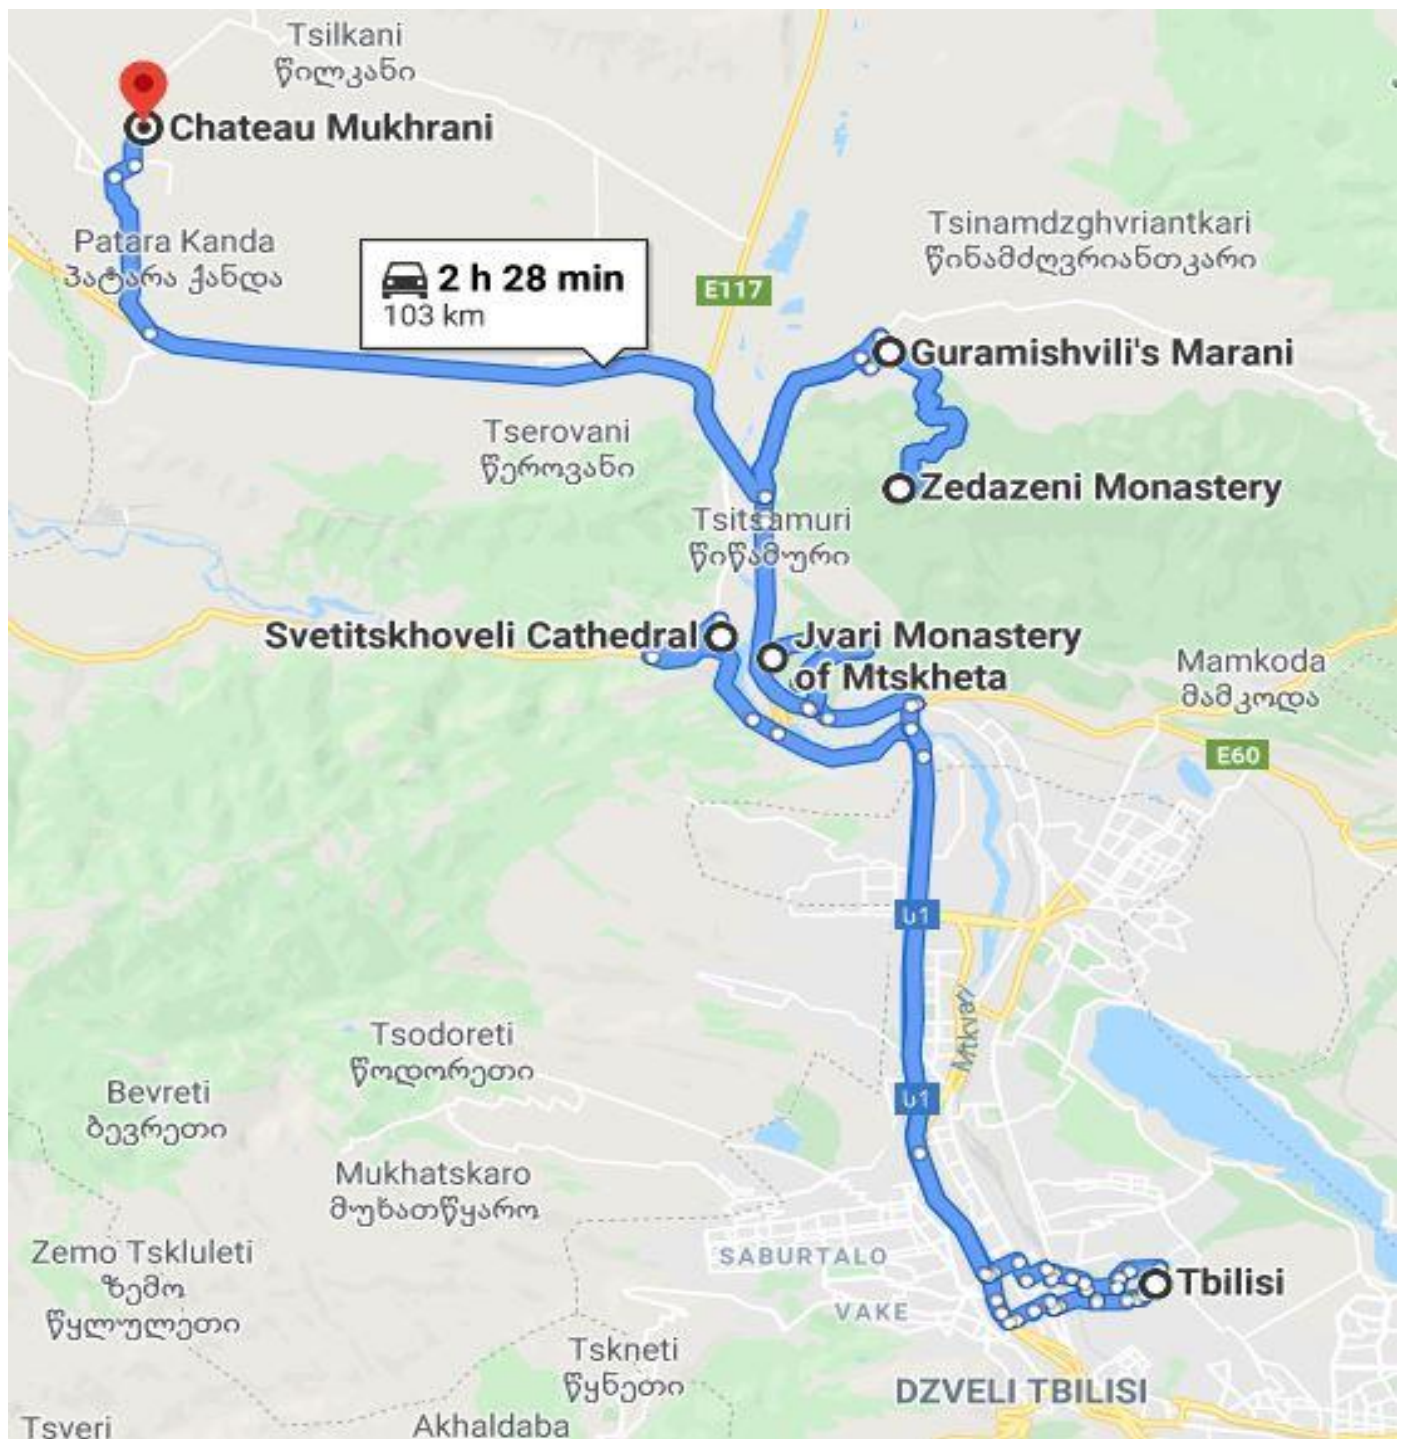 Tsilkani
წილკანი
Chateau Mukhrani
Patara Kanda
პატარა ქანდა
Tsinamdzghvriantkari
წინამძღვრიანთკარი
2 h 28 min
103 km
E117
Guramishvili's Marani
Tserovani
წეროვანი
Zedazeni Monastery
Tsitsamuri
წიწამური
Svetitskhoveli Cathedral
Jvari Monastery
of Mtskheta
Mamkoda
მამკოდა
E60
ს1
Mtkvari
Tsodoreti
წოდორეთი
Bevreti
ბევრეთი
ს1
Mukhatskaro
მუხათწყარო
Zemo Tskluleti
ზემო
წყლულეთი
SABURTALO
Tbilisi
VAKE
Tskneti
წყნეთი
DZVELI TBILISI
Tsveri
Akhaldaba